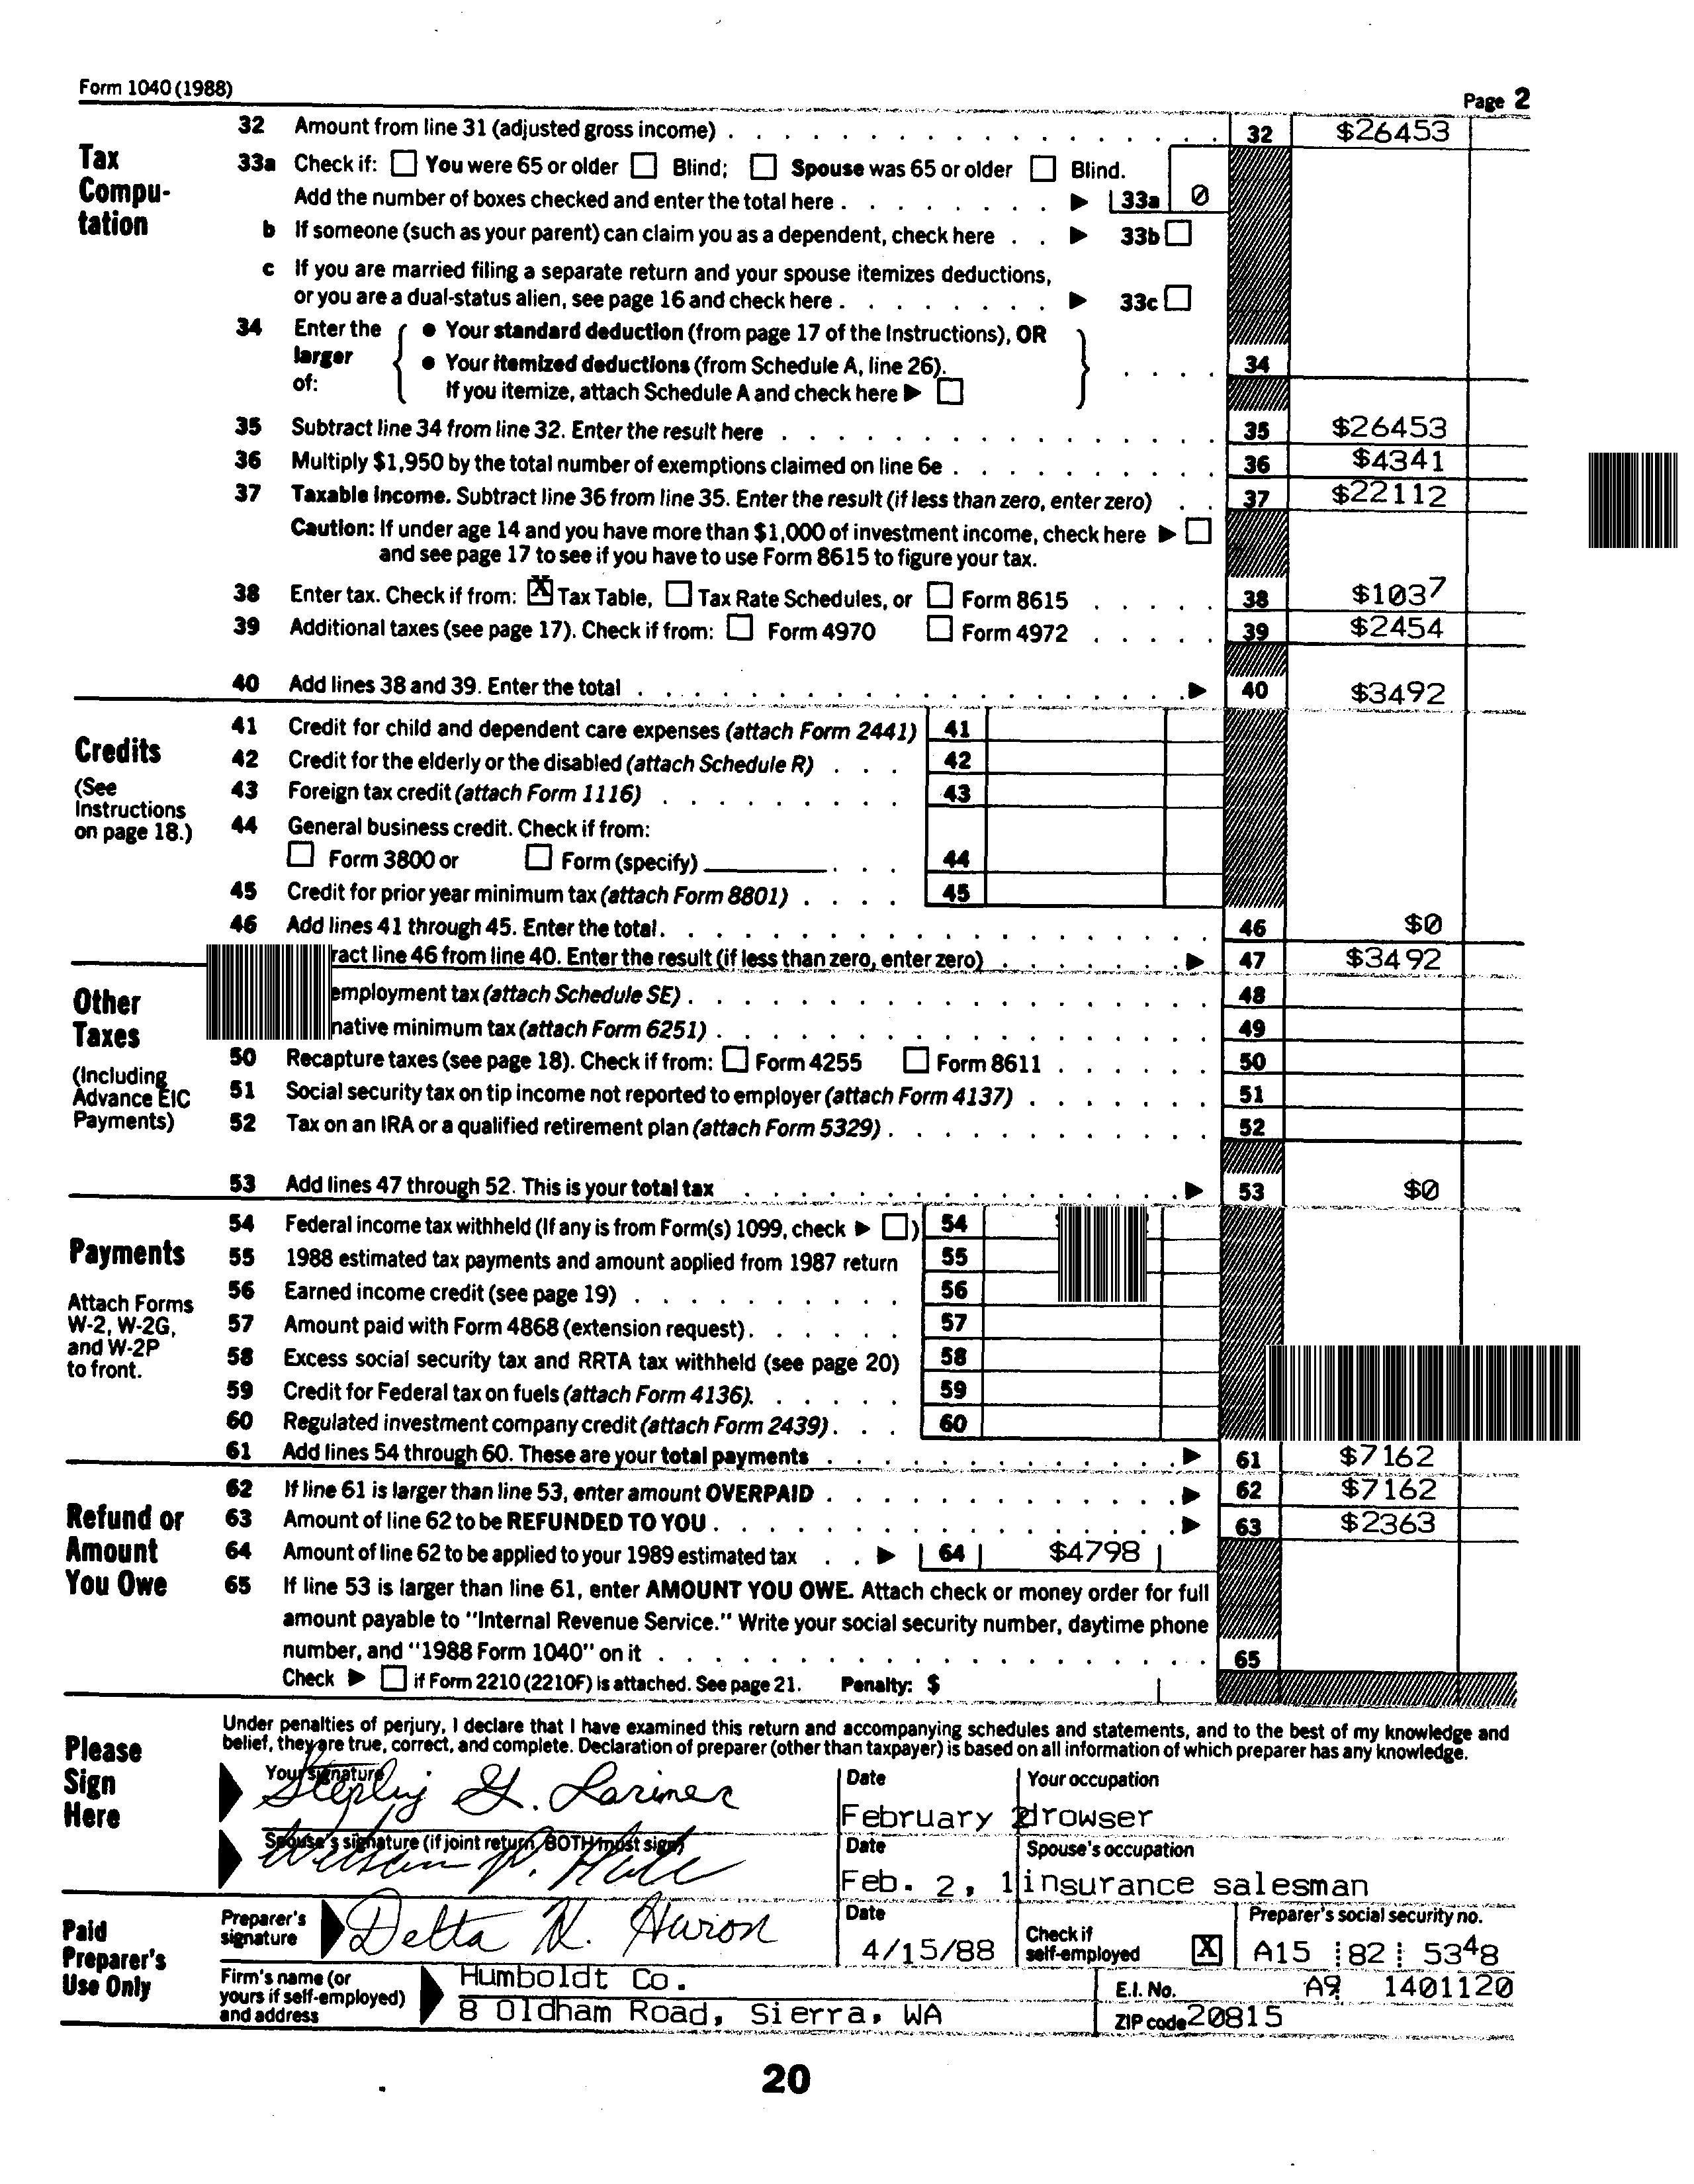 Form 1040 (1988)
Page 2
Tax Compu-tation
32 Amount from line 31 (adjusted gross income) 32 $26453
33a Check if: You were 65 or older Blind; Spouse was 65 or older Blind.
Add the number of boxes checked and enter the total here 33a 0
b If someone (such as your parent) can claim you as a dependent, check here 33b
c If you are married filing a separate return and your spouse itemizes deductions,
or you are a dual-status alien, see page 16 and check here 33c
34 Enter the larger of: { • Your standard deduction (from page 17 of the Instructions), OR
• Your itemized deductions (from Schedule A, line 26).
If you itemize, attach Schedule A and check here } 34
35 Subtract line 34 from line 32. Enter the result here 35 $26453
36 Multiply $1,950 by the total number of exemptions claimed on line 6e 36 $4341
37 Taxable income. Subtract line 36 from line 35. Enter the result (if less than zero, enter zero) 37 $22112
Caution: If under age 14 and you have more than $1,000 of investment income, check here
and see page 17 to see if you have to use Form 8615 to figure your tax.
38 Enter tax. Check if from: X Tax Table, Tax Rate Schedules, or Form 8615 38 $1037
39 Additional taxes (see page 17). Check if from: Form 4970 Form 4972 39 $2454
40 Add lines 38 and 39. Enter the total 40 $3492
Credits
(See Instructions on page 18.)
41 Credit for child and dependent care expenses (attach Form 2441) 41
42 Credit for the elderly or the disabled (attach Schedule R) 42
43 Foreign tax credit (attach Form 1116) 43
44 General business credit. Check if from:
Form 3800 or Form (specify) 44
45 Credit for prior year minimum tax (attach Form 8801) 45
46 Add lines 41 through 45. Enter the total. 46 $0
ract line 46 from line 40. Enter the result (if less than zero, enter zero) 47 $3492
Other Taxes
(Including Advance EIC Payments)
employment tax (attach Schedule SE) 48
native minimum tax (attach Form 6251) 49
50 Recapture taxes (see page 18). Check if from: Form 4255 Form 8611 50
51 Social security tax on tip income not reported to employer (attach Form 4137) 51
52 Tax on an IRA or a qualified retirement plan (attach Form 5329) 52
53 Add lines 47 through 52. This is your total tax 53 $0
Payments
Attach Forms W-2, W-2G, and W-2P to front.
54 Federal income tax withheld (If any is from Form(s) 1099, check ) 54
55 1988 estimated tax payments and amount applied from 1987 return 55
56 Earned income credit (see page 19) 56
57 Amount paid with Form 4868 (extension request) 57
58 Excess social security tax and RRTA tax withheld (see page 20) 58
59 Credit for Federal tax on fuels (attach Form 4136). 59
60 Regulated investment company credit (attach Form 2439) 60
61 Add lines 54 through 60. These are your total payments 61 $7162
Refund or Amount You Owe
62 If line 61 is larger than line 53, enter amount OVERPAID 62 $7162
63 Amount of line 62 to be REFUNDED TO YOU 63 $2363
64 Amount of line 62 to be applied to your 1989 estimated tax 64 $4798
65 If line 53 is larger than line 61, enter AMOUNT YOU OWE. Attach check or money order for full
amount payable to "Internal Revenue Service." Write your social security number, daytime phone
number, and "1988 Form 1040" on it 65
Check if Form 2210 (2210F) is attached. See page 21. Penalty: $
Please Sign Here
Under penalties of perjury, I declare that I have examined this return and accompanying schedules and statements, and to the best of my knowledge and
belief, they are true, correct, and complete. Declaration of preparer (other than taxpayer) is based on all information of which preparer has any knowledge.
Your signature Date Your occupation
Sterling G. Lorimer February 2 drowser
Spouse's signature (if joint return, BOTH must sign) Date Spouse's occupation
P. Hale Feb. 2, 1 insurance salesman
Paid Preparer's Use Only
Preparer's signature Delta N. Huron Date 4/15/88 Check if self-employed X Preparer's social security no. A15 82 5348
Firm's name (or yours if self-employed) and address Humboldt Co. E.I. No. A9 1401120
8 Oldham Road, Sierra, WA ZIP code 20815
20